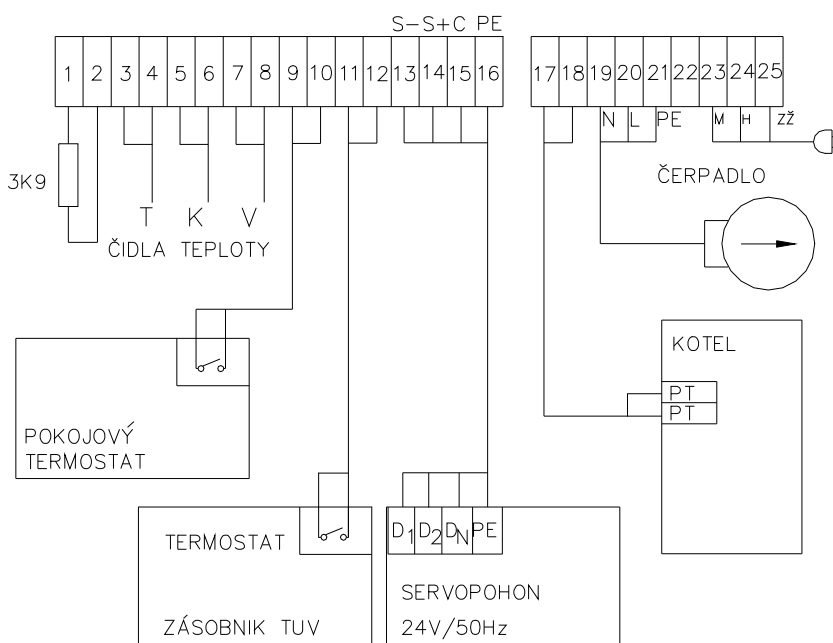 S-S+C PE
1 2 3 4 5 6 7 8 9 10 11 12 13 14 15 16 17 18 19 20 21 22 23 24 25
N L PE M H ZŽ
3K9
ČERPADLO
T K V
ČIDLA TEPLOTY
KOTEL
PT
PT
POKOJOVÝ
TERMOSTAT
TERMOSTAT
D1 D2 DN PE
SERVOPOHON
ZÁSOBNIK TUV
24V/50Hz